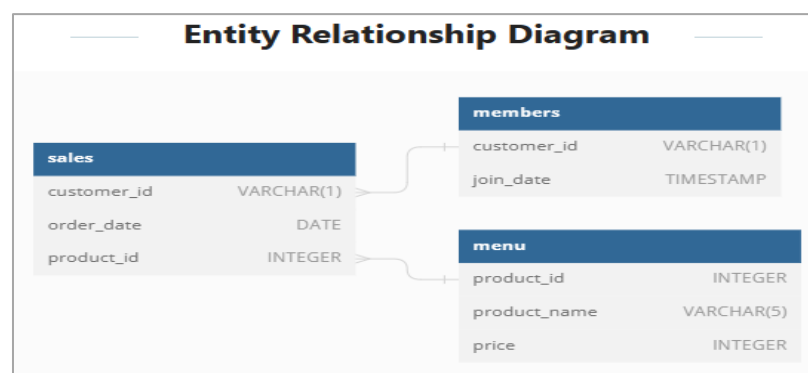 Entity Relationship Diagram
sales
customer_id VARCHAR(1)
order_date DATE
product_id INTEGER
members
customer_id VARCHAR(1)
join_date TIMESTAMP
menu
product_id INTEGER
product_name VARCHAR(5)
price INTEGER